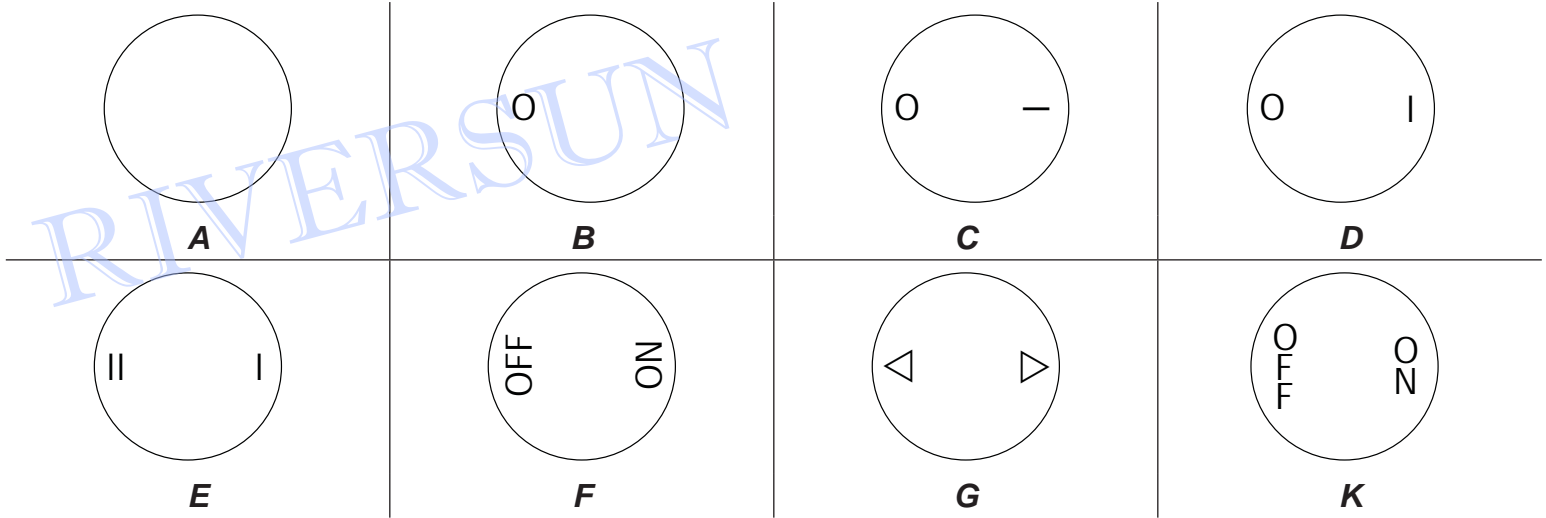 RIVERSUN
O
O —
O I
A B C D
II I
OFF ON
◁ ▷
OFF ON
E F G K